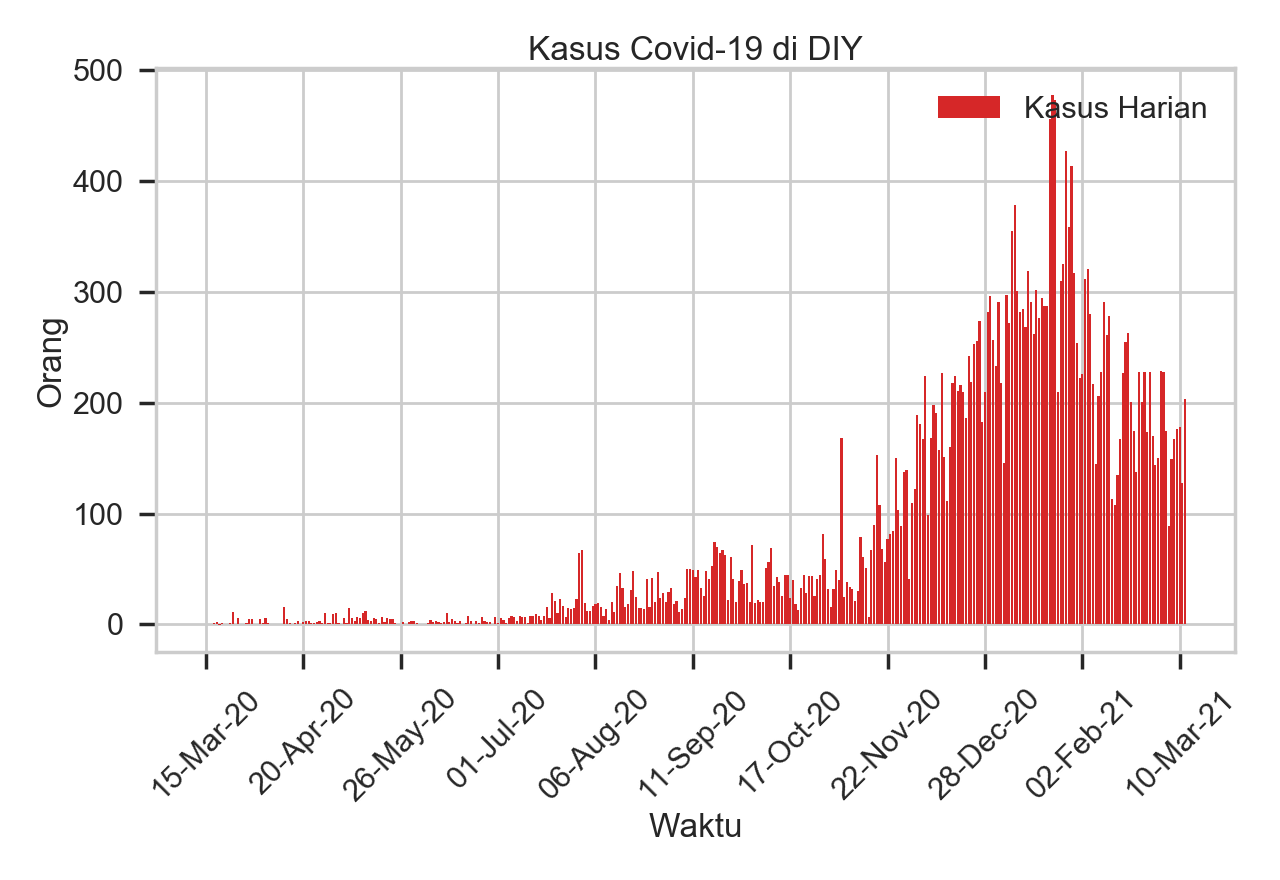 Kasus Covid-19 di DIY
Kasus Harian
500
400
300
200
100
0
Orang
15-Mar-20
20-Apr-20
26-May-20
01-Jul-20
06-Aug-20
11-Sep-20
17-Oct-20
22-Nov-20
28-Dec-20
02-Feb-21
10-Mar-21
Waktu